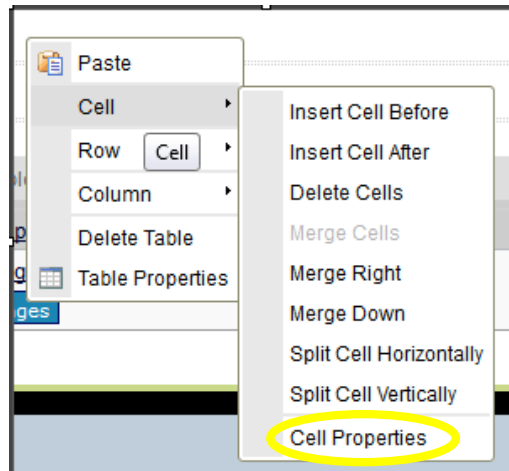 Paste
Cell
Row
Cell
Column
Delete Table
Table Properties
ges
Insert Cell Before
Insert Cell After
Delete Cells
Merge Cells
Merge Right
Merge Down
Split Cell Horizontally
Split Cell Vertically
Cell Properties